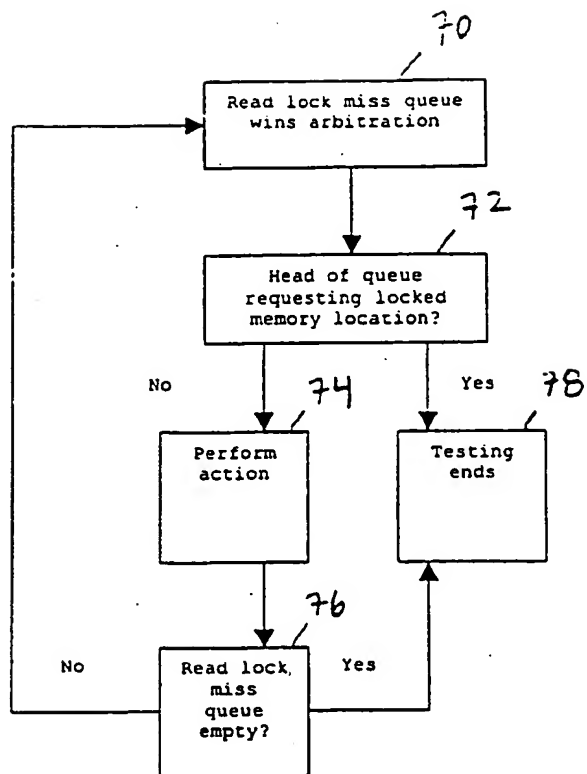 70
Read lock miss queue
wins arbitration
72
Head of queue
requesting locked
memory location?
No
74
Yes
78
Perform
action
Testing
ends
76
No
Read lock,
miss
queue
empty?
Yes